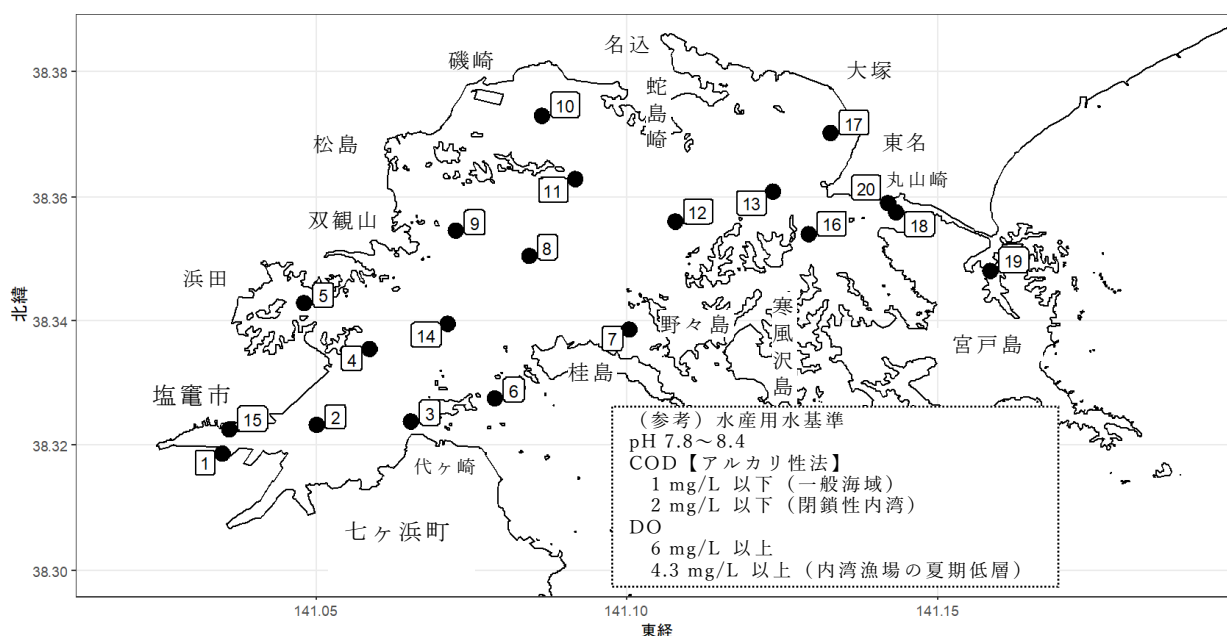 名込
磯崎
大塚
38.38
蛇島崎
10
17
松島
東名
11
13
20
丸山崎
38.36
双観山
9
12
16
18
8
浜田
19
5
北緯
38.34
14
7
野々島
寒風沢島
宮戸島
4
桂島
塩竈市
6
15
2
3
(参考)水産用水基準
38.32
pH 7.8～8.4
1
代ヶ崎
COD【アルカリ性法】
1 mg/L 以下(一般海域)
2 mg/L 以下(閉鎖性内湾)
七ヶ浜町
DO
6 mg/L 以上
38.30
4.3 mg/L 以上(内湾漁場の夏期低層)
141.05
141.10
141.15
東経